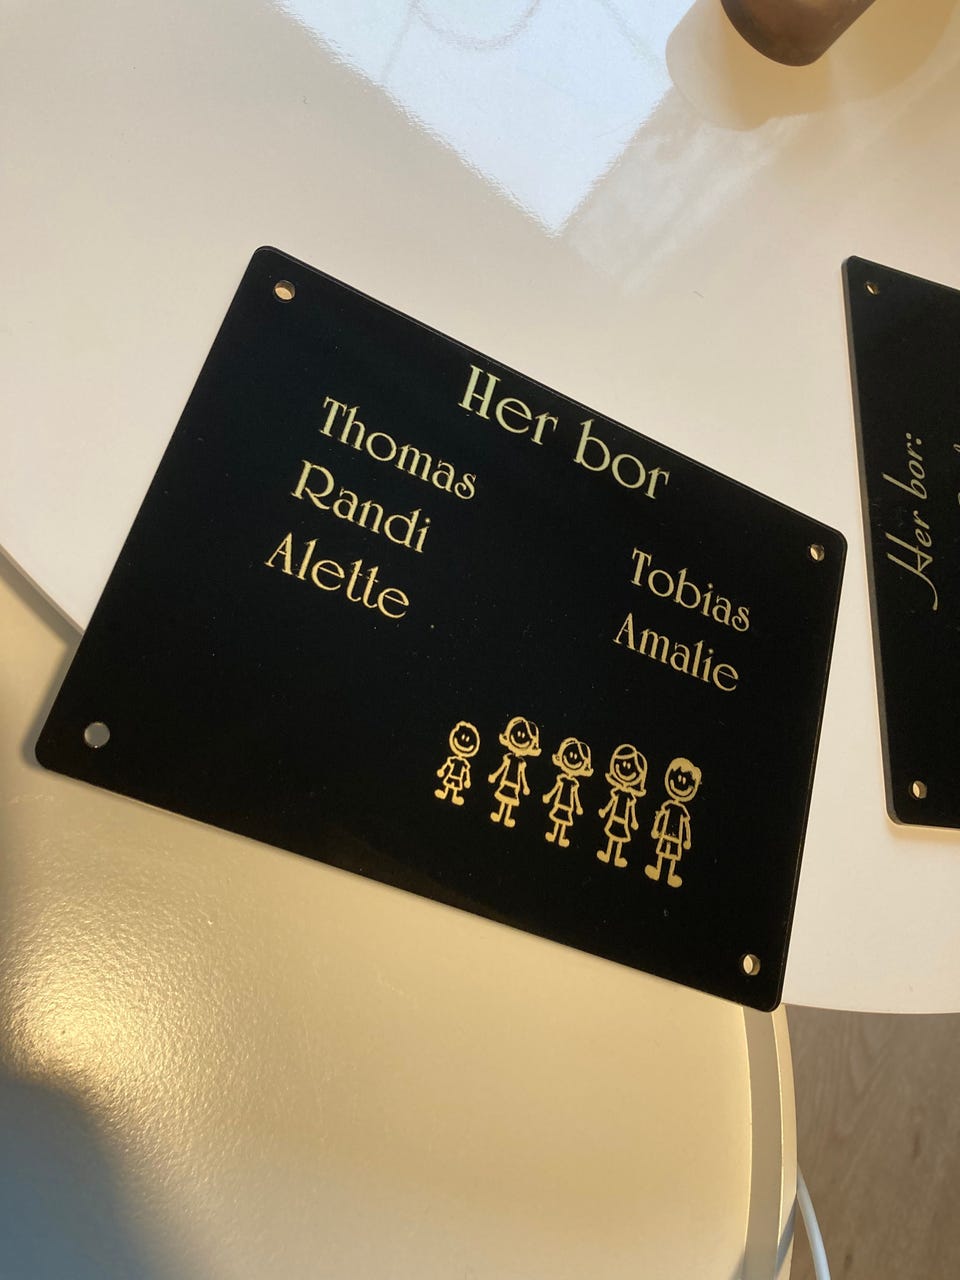 Her bor
Thomas
Randi
Alette
Tobias
Amalie
Her bor: